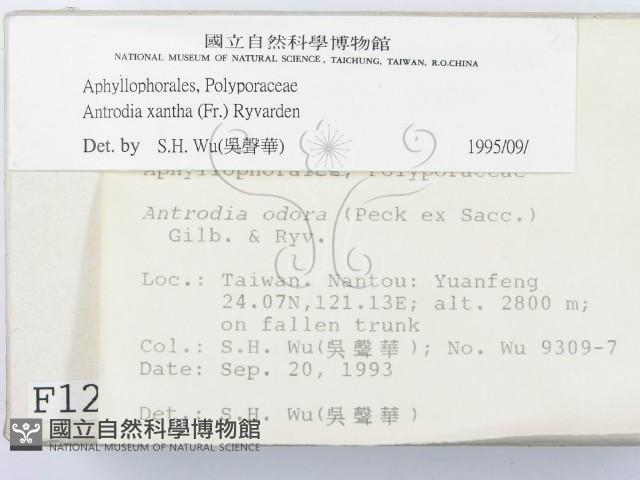 國立自然科學博物館
NATIONAL MUSEUM OF NATURAL SCIENCE, TAICHUNG, TAIWAN, R.O.CHINA
Aphyllophorales, Polyporaceae
Antrodia xantha (Fr.) Ryvarden
Det. by S.H. Wu(吳聲華) 1995/09/
Aphyllophorales, Polyporaceae
Antrodia odora (Peck ex Sacc.)
Gilb. & Ryv.
Loc.: Taiwan. Nantou: Yuanfeng
24.07N,121.13E; alt. 2800 m;
on fallen trunk
Col.: S.H. Wu(吳聲華); No. Wu 9309-7
Date: Sep. 20, 1993
Det.: S.H. Wu(吳聲華)
F12
國立自然科學博物館
NATIONAL MUSEUM OF NATURAL SCIENCE